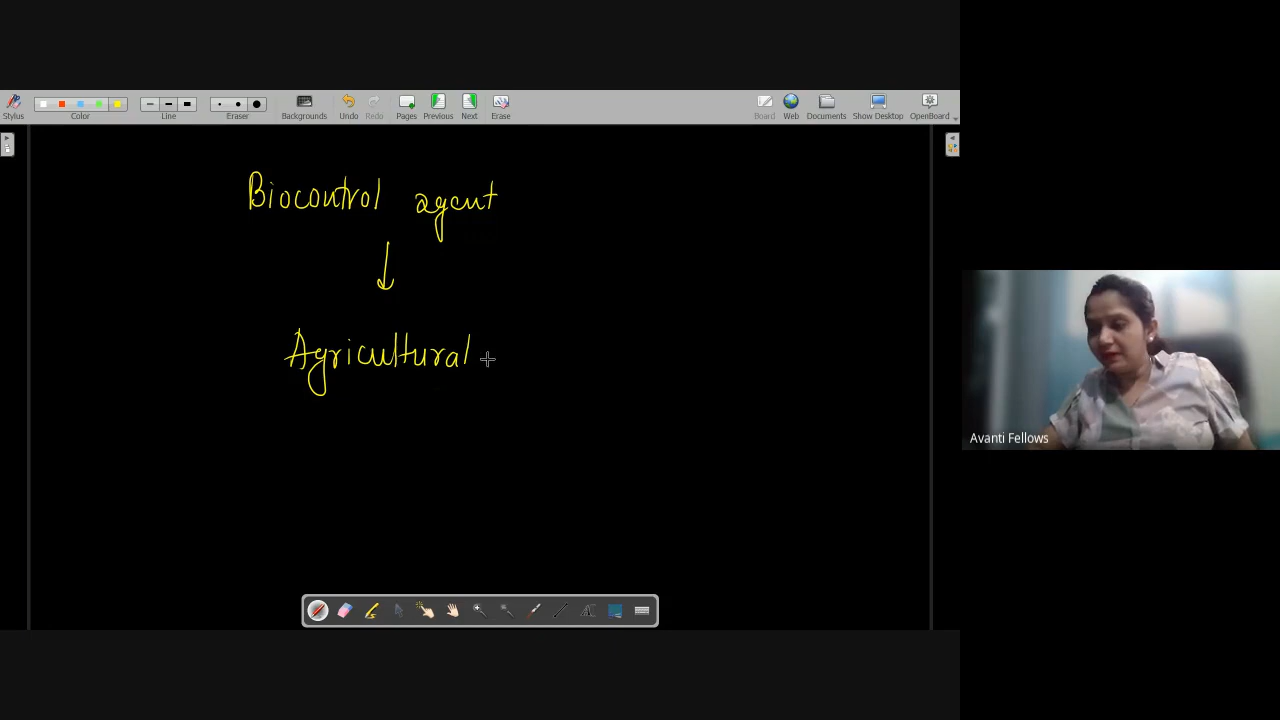 Stylus
Color
Line
Eraser
Backgrounds
Undo
Redo
Pages
Previous
Next
Erase
Board
Web
Documents
Show Desktop
OpenBoard
Biocontrol agent
Agricultural
Avanti Fellows